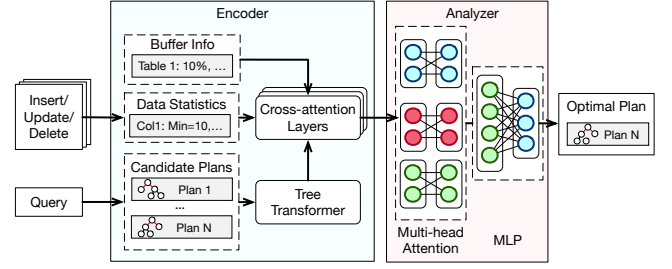 Encoder
Analyzer
Buffer Info
Table 1: 10%, ...
Insert/
Update/
Delete
Data Statistics
Col1: Min=10,...
Cross-attention
Layers
Optimal Plan
Plan N
Candidate Plans
Plan 1
...
Plan N
Query
Tree
Transformer
Multi-head
Attention
MLP